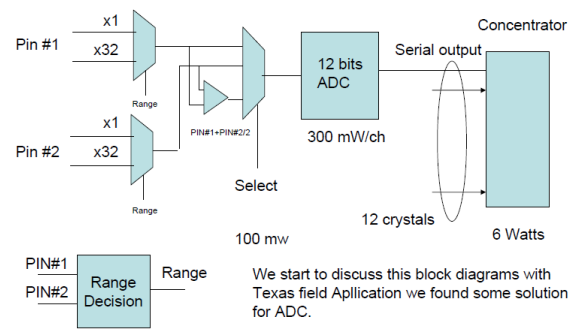 Concentrator
x1
Pin #1
x32
Serial output
12 bits
ADC
Range
300 mW/ch
PIN#1+PIN#2/2
x1
Pin #2
x32
Select
Range
12 crystals
100 mw
6 Watts
PIN#1
PIN#2
Range
Decision
Range
We start to discuss this block diagrams with
Texas field Apllication we found some solution
for ADC.